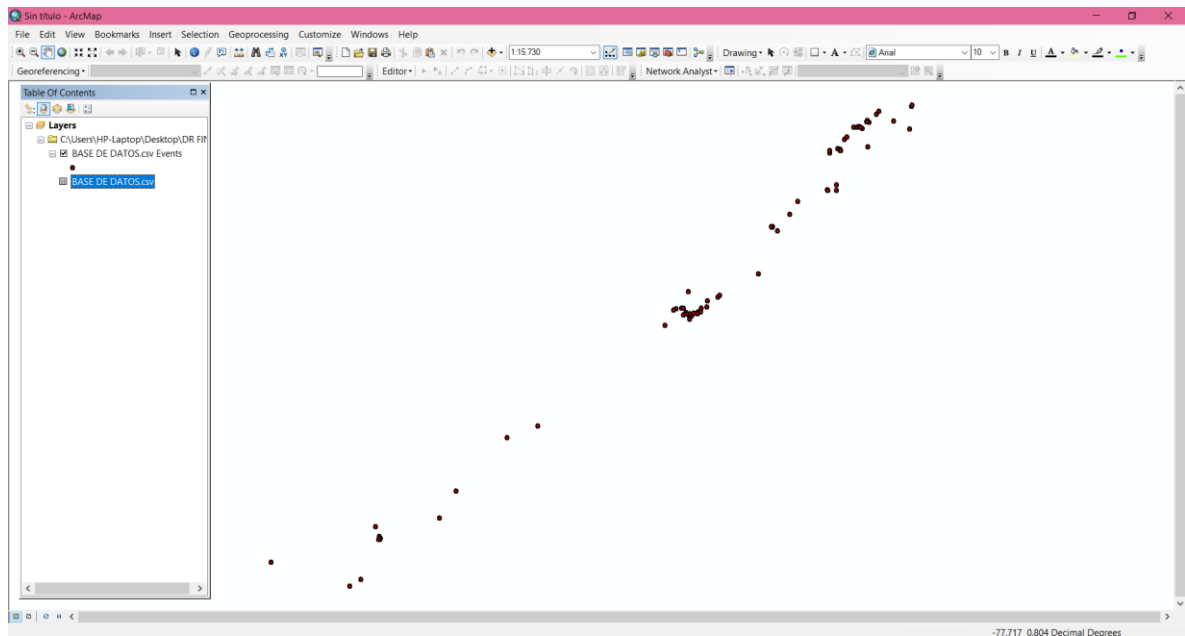 Sin título - ArcMap
File Edit View Bookmarks Insert Selection Geoprocessing Customize Windows Help
1:15.730 Drawing A Arial 10 B I U A
Georeferencing Editor Network Analyst
Table Of Contents
Layers
C:\Users\HP-Laptop\Desktop\DR FIN
BASE DE DATOS.csv Events
BASE DE DATOS.csv
-77,717 0,804 Decimal Degrees